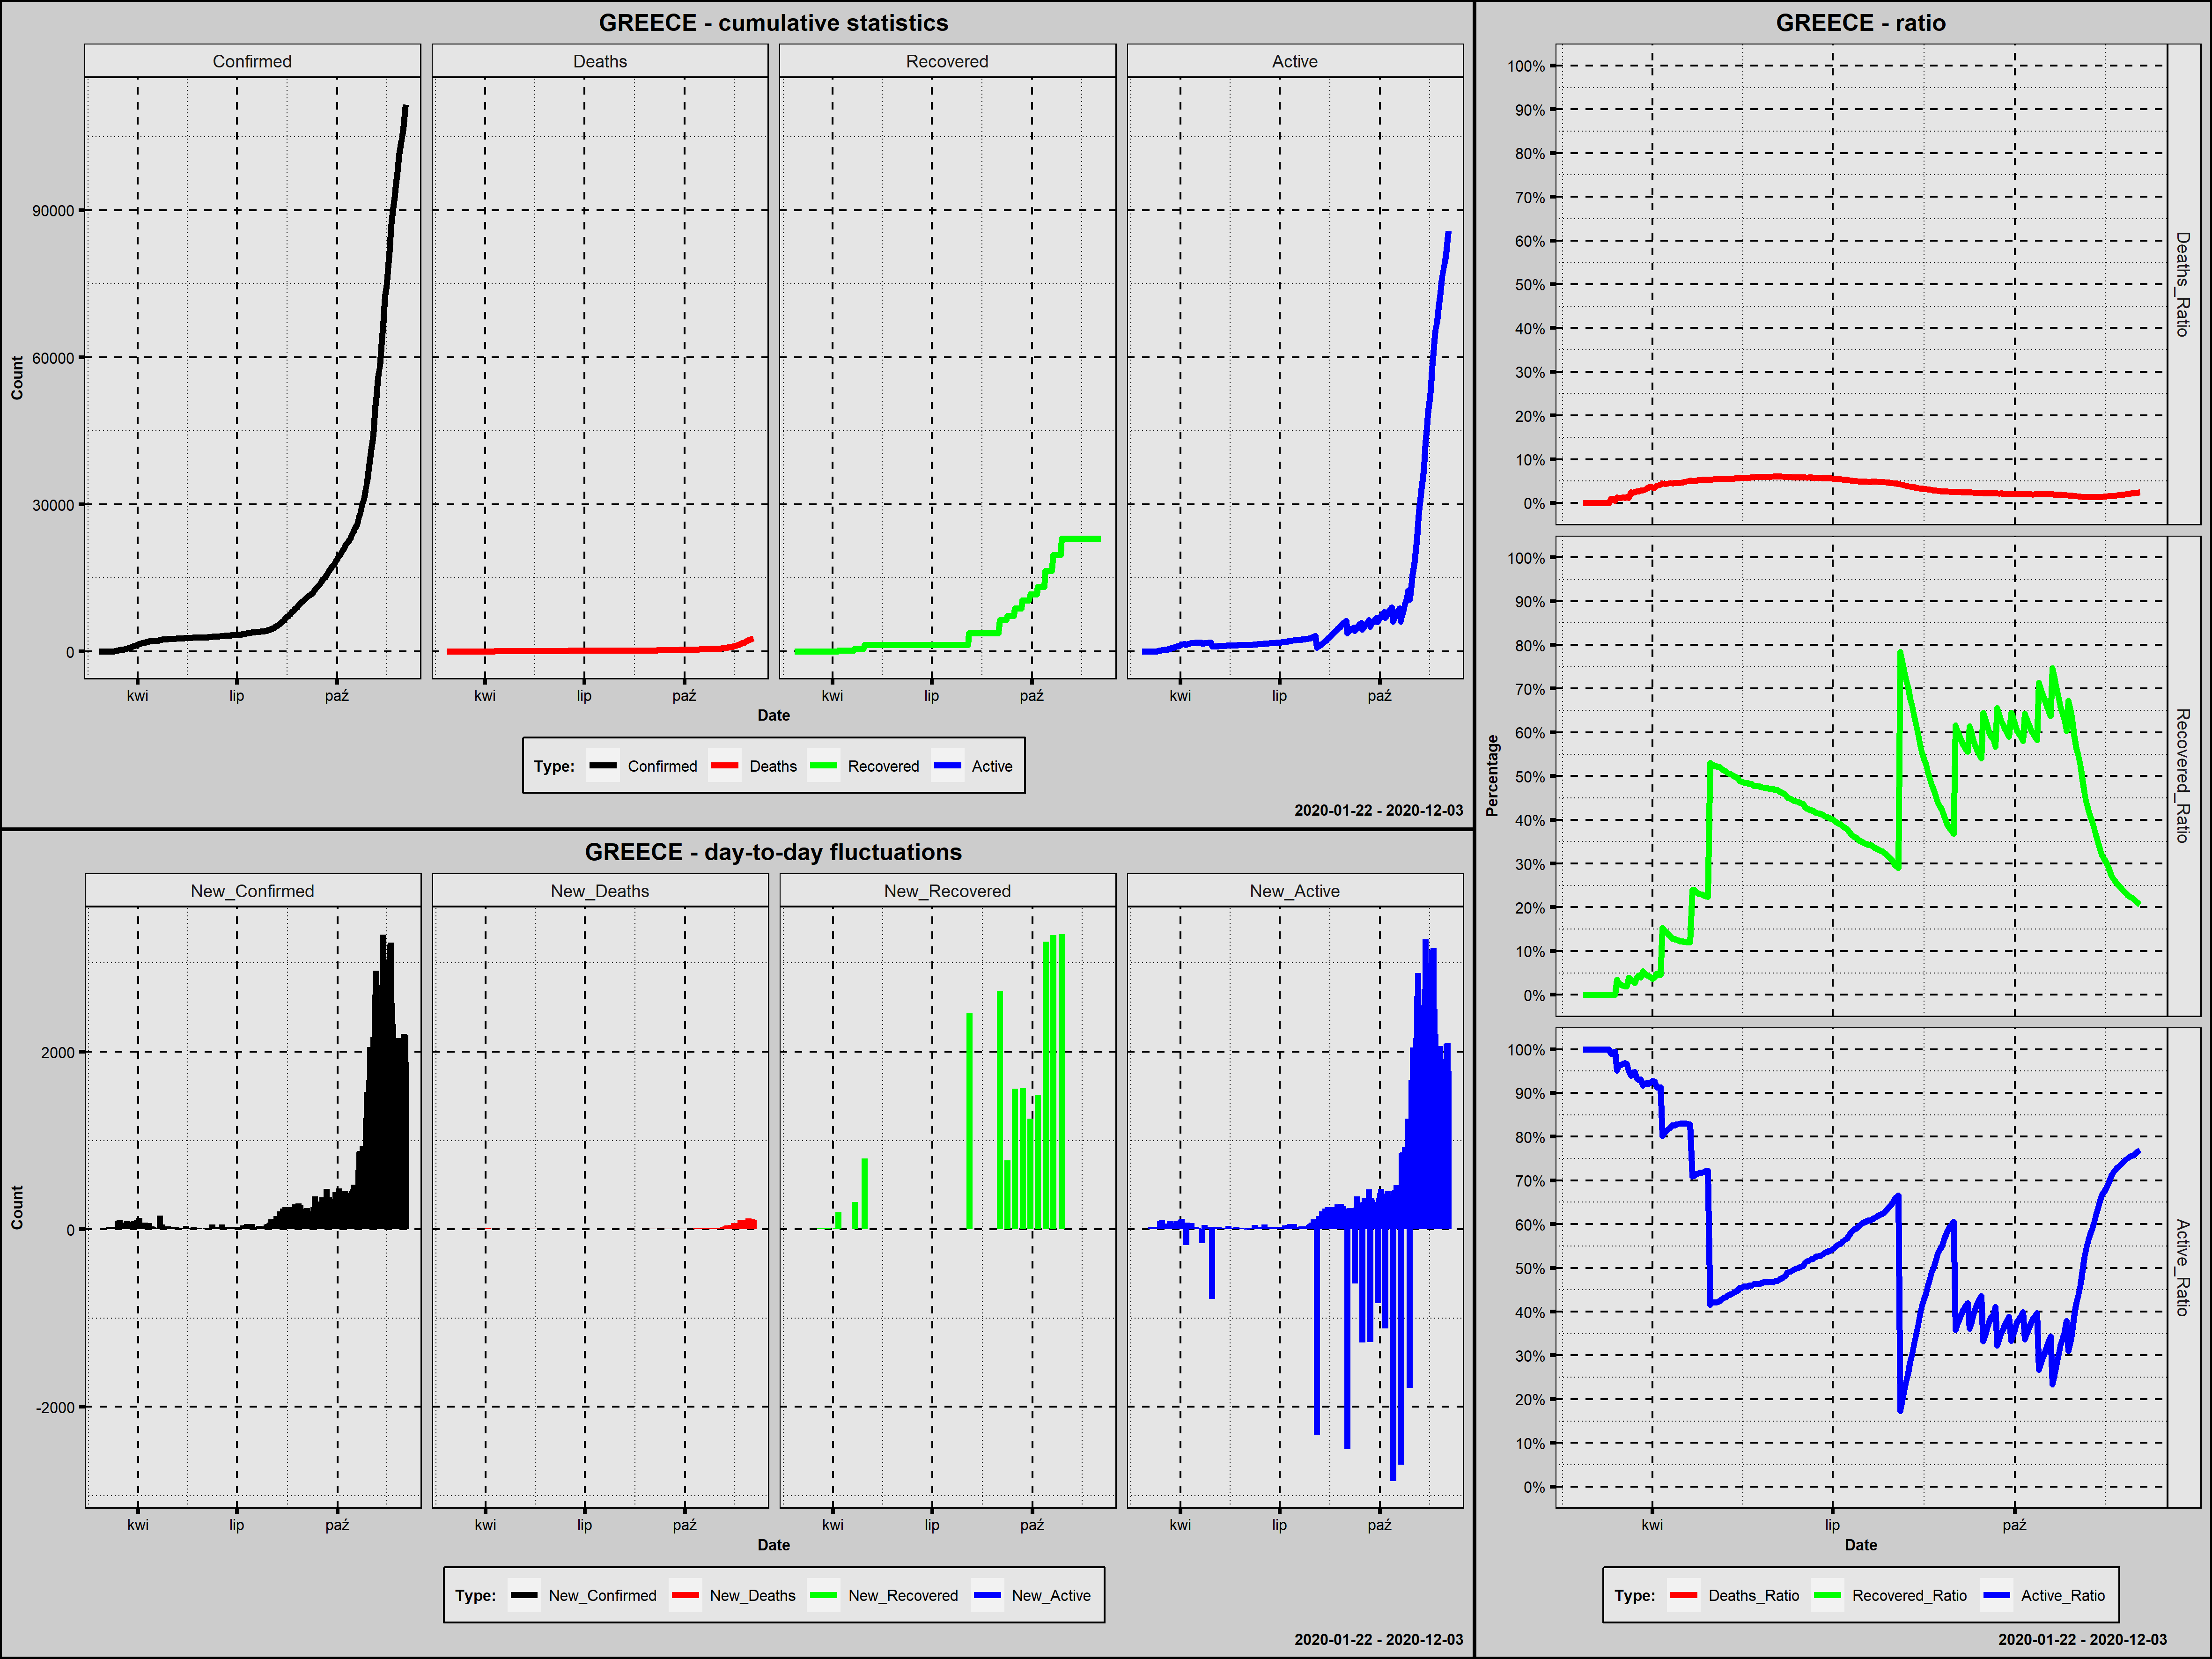 GREECE - cumulative statistics
Confirmed Deaths Recovered Active
Count
90000
60000
30000
0
kwi lip paź kwi lip paź kwi lip paź kwi lip paź
Date
Type: Confirmed Deaths Recovered Active
2020-01-22 - 2020-12-03
GREECE - day-to-day fluctuations
New_Confirmed New_Deaths New_Recovered New_Active
Count
2000
0
-2000
kwi lip paź kwi lip paź kwi lip paź kwi lip paź
Date
Type: New_Confirmed New_Deaths New_Recovered New_Active
2020-01-22 - 2020-12-03
GREECE - ratio
Percentage
100%
90%
80%
70%
60%
50%
40%
30%
20%
10%
0%
Deaths_Ratio
100%
90%
80%
70%
60%
50%
40%
30%
20%
10%
0%
Recovered_Ratio
100%
90%
80%
70%
60%
50%
40%
30%
20%
10%
0%
Active_Ratio
kwi lip paź
Date
Type: Deaths_Ratio Recovered_Ratio Active_Ratio
2020-01-22 - 2020-12-03